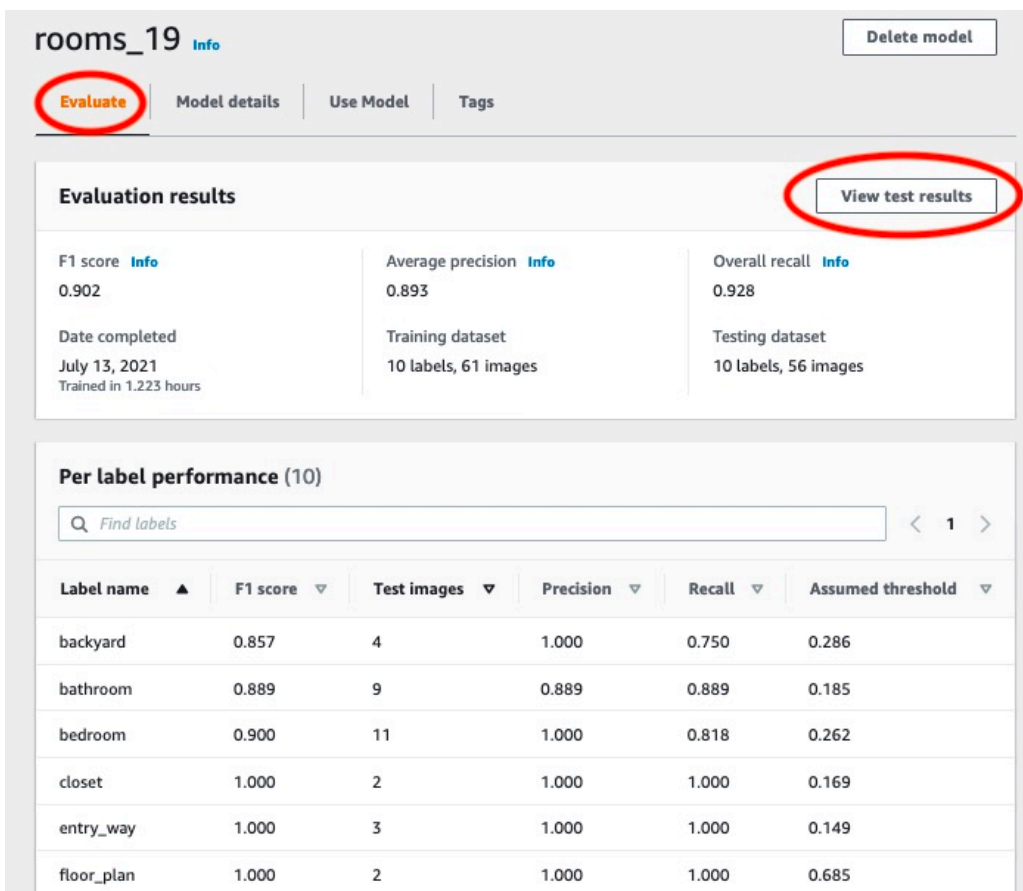 rooms_19 Info
Delete model
Evaluate Model details Use Model Tags
Evaluation results
View test results
F1 score Info
0.902
Average precision Info
0.893
Overall recall Info
0.928
Date completed
July 13, 2021
Trained in 1.223 hours
Training dataset
10 labels, 61 images
Testing dataset
10 labels, 56 images
Per label performance (10)
Find labels
1
Label name F1 score Test images Precision Recall Assumed threshold
backyard 0.857 4 1.000 0.750 0.286
bathroom 0.889 9 0.889 0.889 0.185
bedroom 0.900 11 1.000 0.818 0.262
closet 1.000 2 1.000 1.000 0.169
entry_way 1.000 3 1.000 1.000 0.149
floor_plan 1.000 2 1.000 1.000 0.685